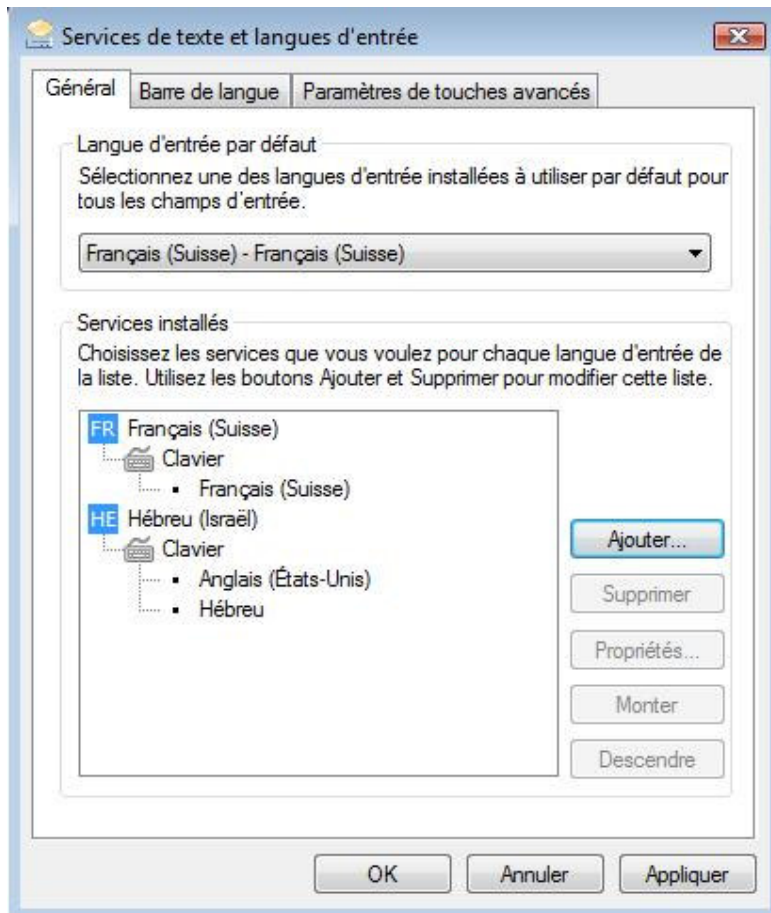 Services de texte et langues d'entrée
Général
Barre de langue
Paramètres de touches avancés
Langue d'entrée par défaut
Sélectionnez une des langues d'entrée installées à utiliser par défaut pour
tous les champs d'entrée.
Français (Suisse) - Français (Suisse)
Services installés
Choisissez les services que vous voulez pour chaque langue d'entrée de
la liste. Utilisez les boutons Ajouter et Supprimer pour modifier cette liste.
FR Français (Suisse)
Clavier
Français (Suisse)
HE Hébreu (Israël)
Clavier
Anglais (États-Unis)
Hébreu
Ajouter...
Supprimer
Propriétés...
Monter
Descendre
OK
Annuler
Appliquer